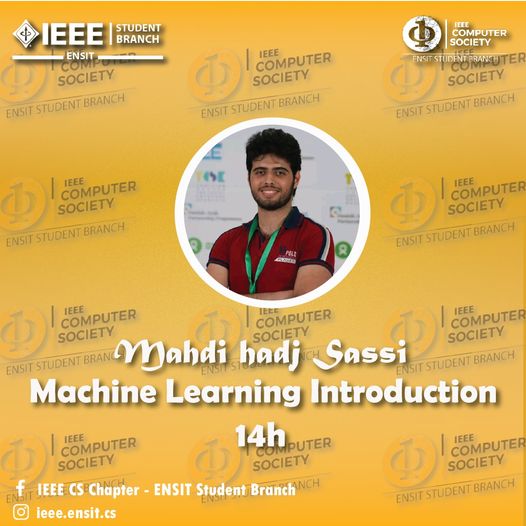 IEEE STUDENT BRANCH
ENSIT
IEEE COMPUTER SOCIETY
ENSIT STUDENT BRANCH
Mahdi hadj Sassi
Machine Learning Introduction
14h
IEEE CS Chapter - ENSIT Student Branch
ieee.ensit.cs